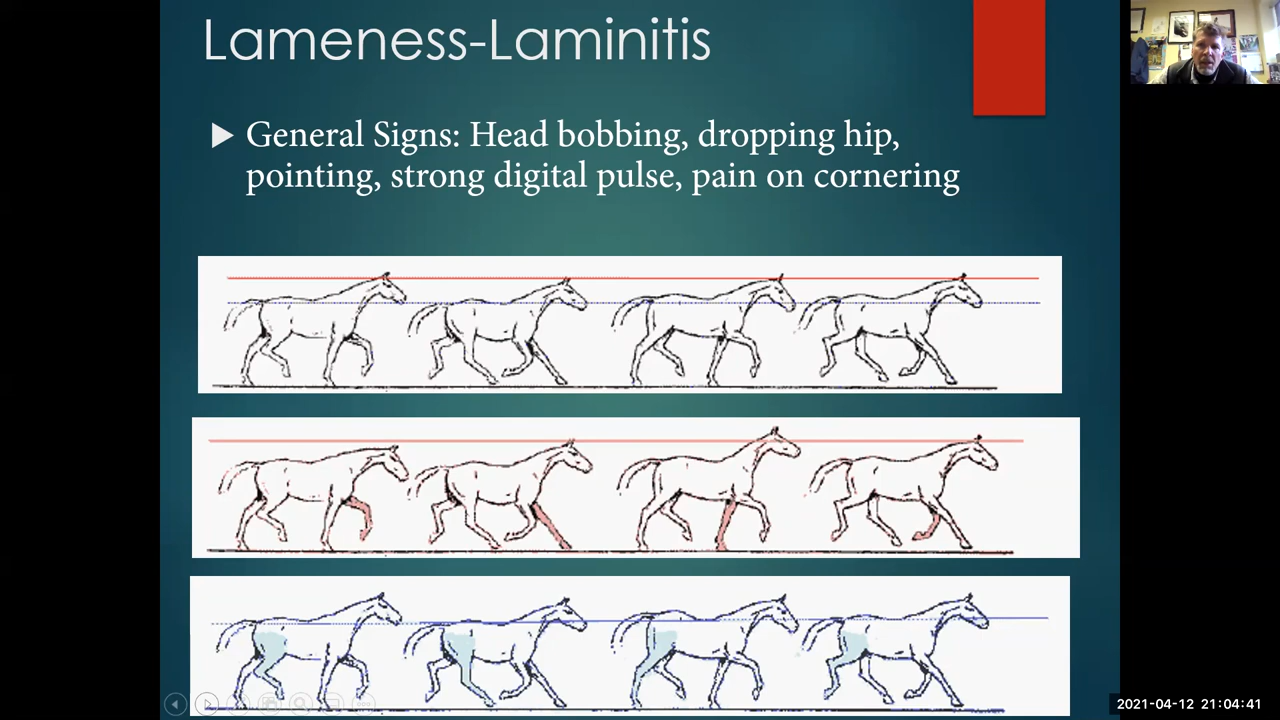 Lameness-Laminitis
General Signs: Head bobbing, dropping hip,
pointing, strong digital pulse, pain on cornering
2021-04-12 21:04:41